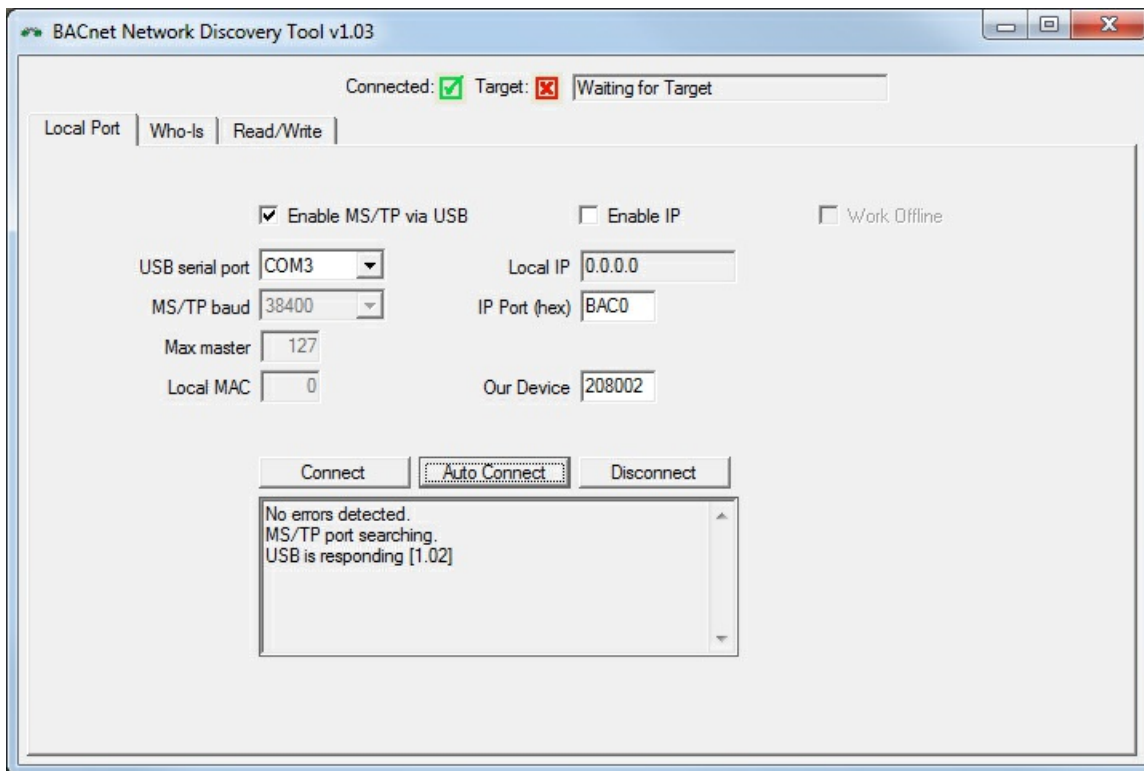 BACnet Network Discovery Tool v1.03
Connected: Target: Waiting for Target
Local Port Who-Is Read/Write
Enable MS/TP via USB Enable IP Work Offline
USB serial port COM3 Local IP 0.0.0.0
MS/TP baud 38400 IP Port (hex) BAC0
Max master 127
Local MAC 0 Our Device 208002
Connect Auto Connect Disconnect
No errors detected.
MS/TP port searching.
USB is responding [1.02]